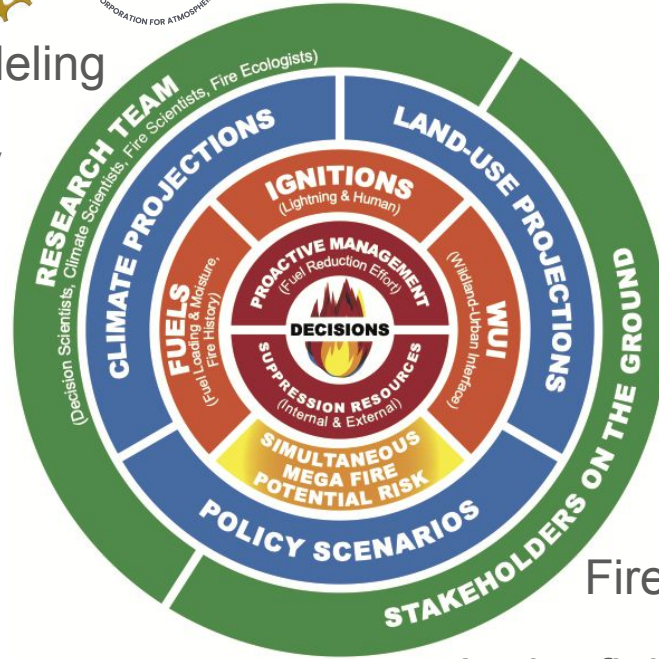 CORPORATION FOR ATMOSPHE
deling
RESEARCH TEAM
(Decision Scientists, Climate Scientists, Fire Scientists, Fire Ecologists)
CLIMATE PROJECTIONS
LAND-USE PROJECTIONS
IGNITIONS
(Lightning & Human)
PROACTIVE MANAGEMENT
(Fuel Reduction Effort)
FUELS
(Fuel Loading & Moisture,
Fire History)
WUI
(Wildland-Urban Interface)
DECISIONS
SUPPRESSION RESOURCES
(Internal & External)
SIMULTANEOUS
MEGA FIRE
POTENTIAL RISK
POLICY SCENARIOS
STAKEHOLDERS ON THE GROUND
Fire